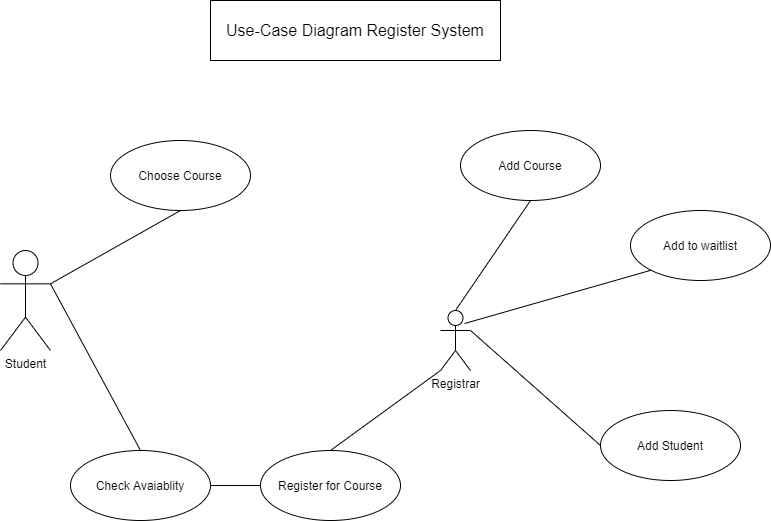 Use-Case Diagram Register System
Choose Course
Add Course
Add to waitlist
Student
Registrar
Add Student
Check Avaiablity
Register for Course